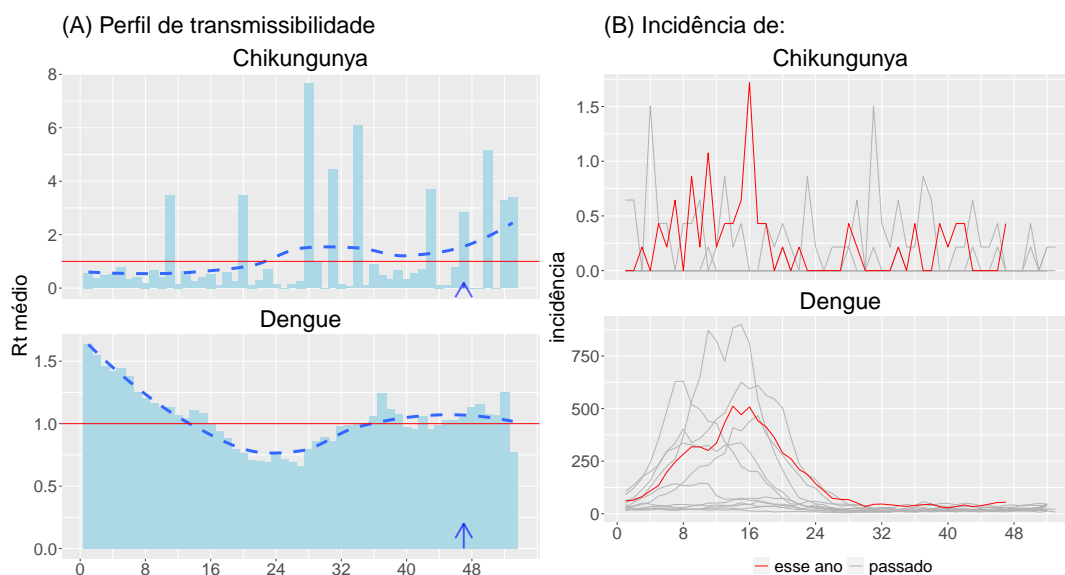 (A) Perfil de transmissibilidade
Chikungunya
8
6
4
2
0
Dengue
1.5
1.0
0.5
0.0
0 8 16 24 32 40 48
Rt médio
(B) Incidência de:
Chikungunya
1.5
1.0
0.5
0.0
Dengue
750
500
250
0
0 8 16 24 32 40 48
incidência
esse ano passado